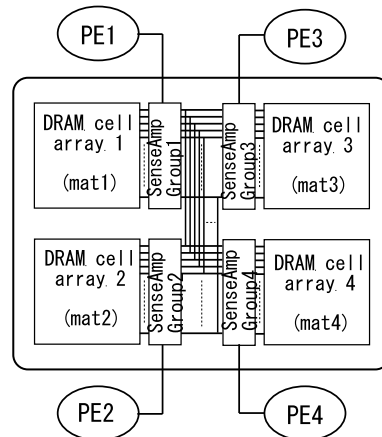 PE1
PE3
DRAM cell
array 1
(mat1)
SenseAmp
Group1
SenseAmp
Group3
DRAM cell
array 3
(mat3)
DRAM cell
array 2
(mat2)
SenseAmp
Group2
SenseAmp
Group4
DRAM cell
array 4
(mat4)
PE2
PE4